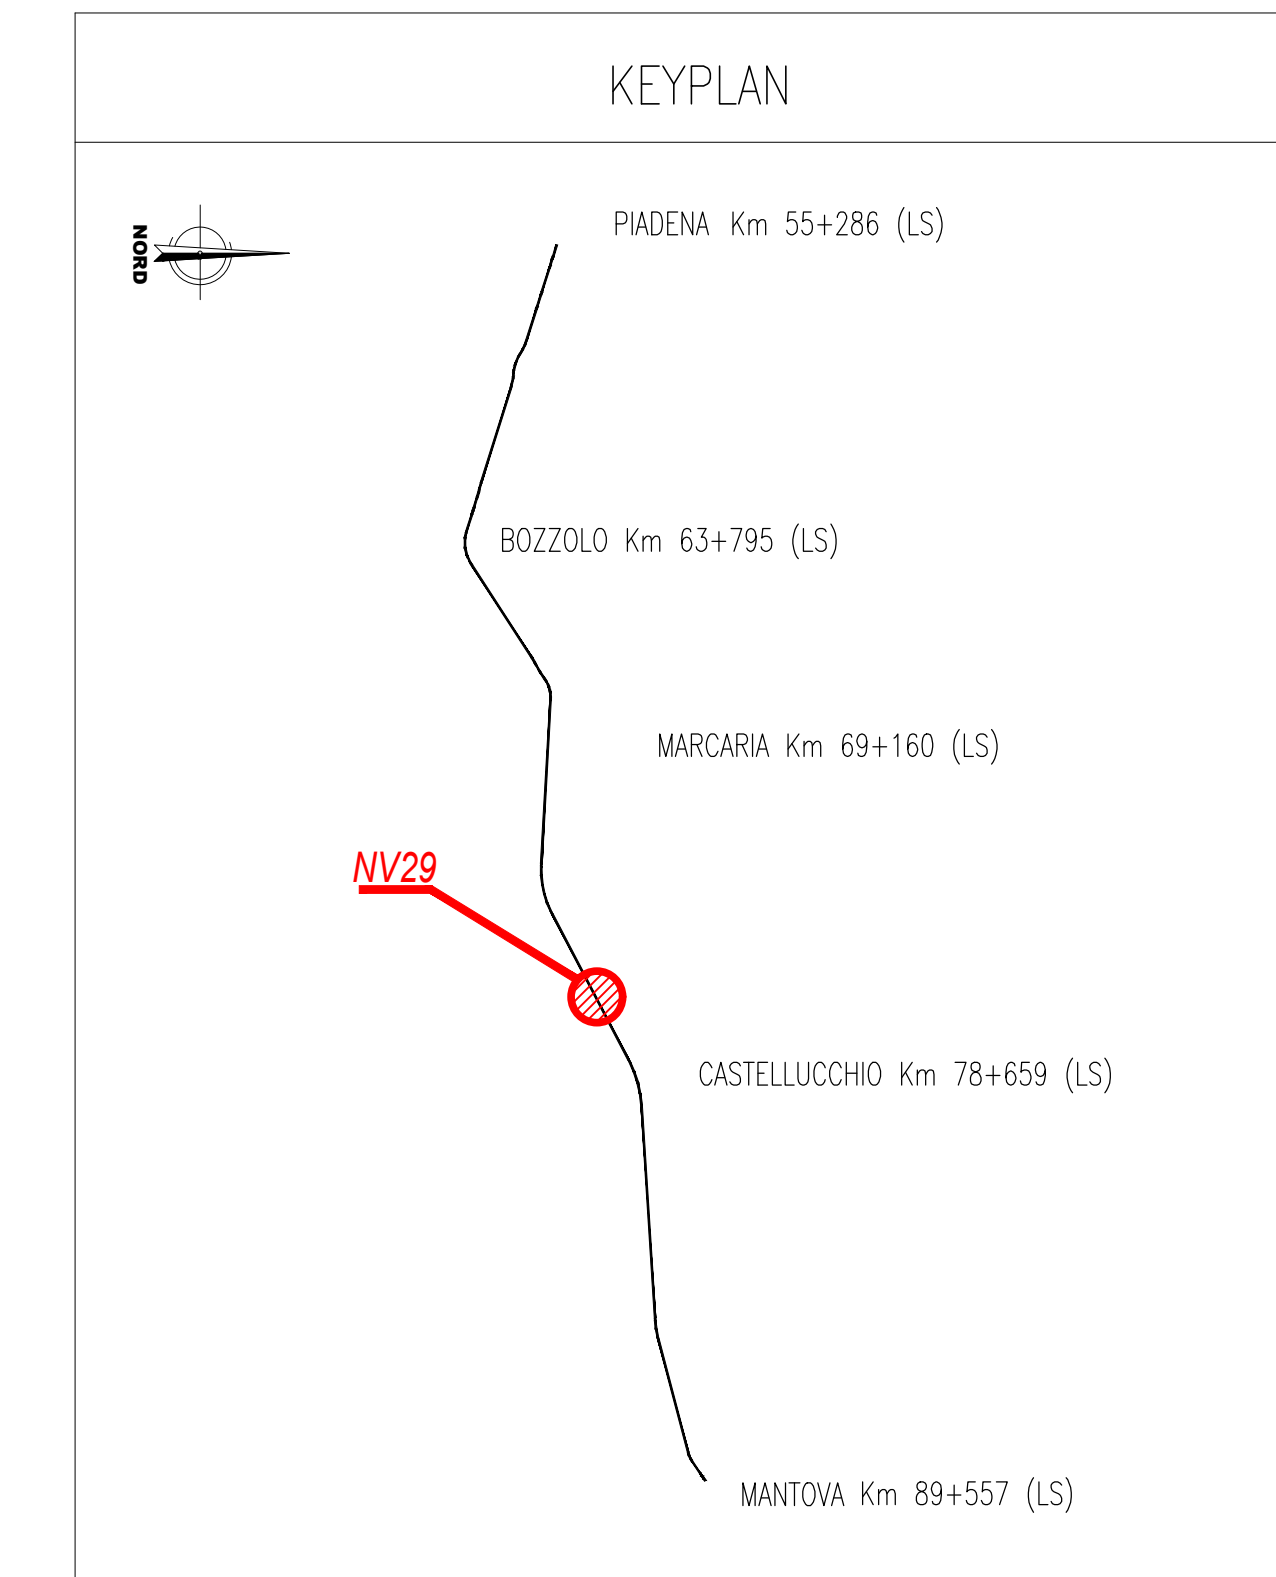 KEYPLAN
NORD
PIADENA Km 55+286 (LS)
BOZZOLO Km 63+795 (LS)
MARCARIA Km 69+160 (LS)
NV29
CASTELLUCCHIO Km 78+659 (LS)
MANTOVA Km 89+557 (LS)